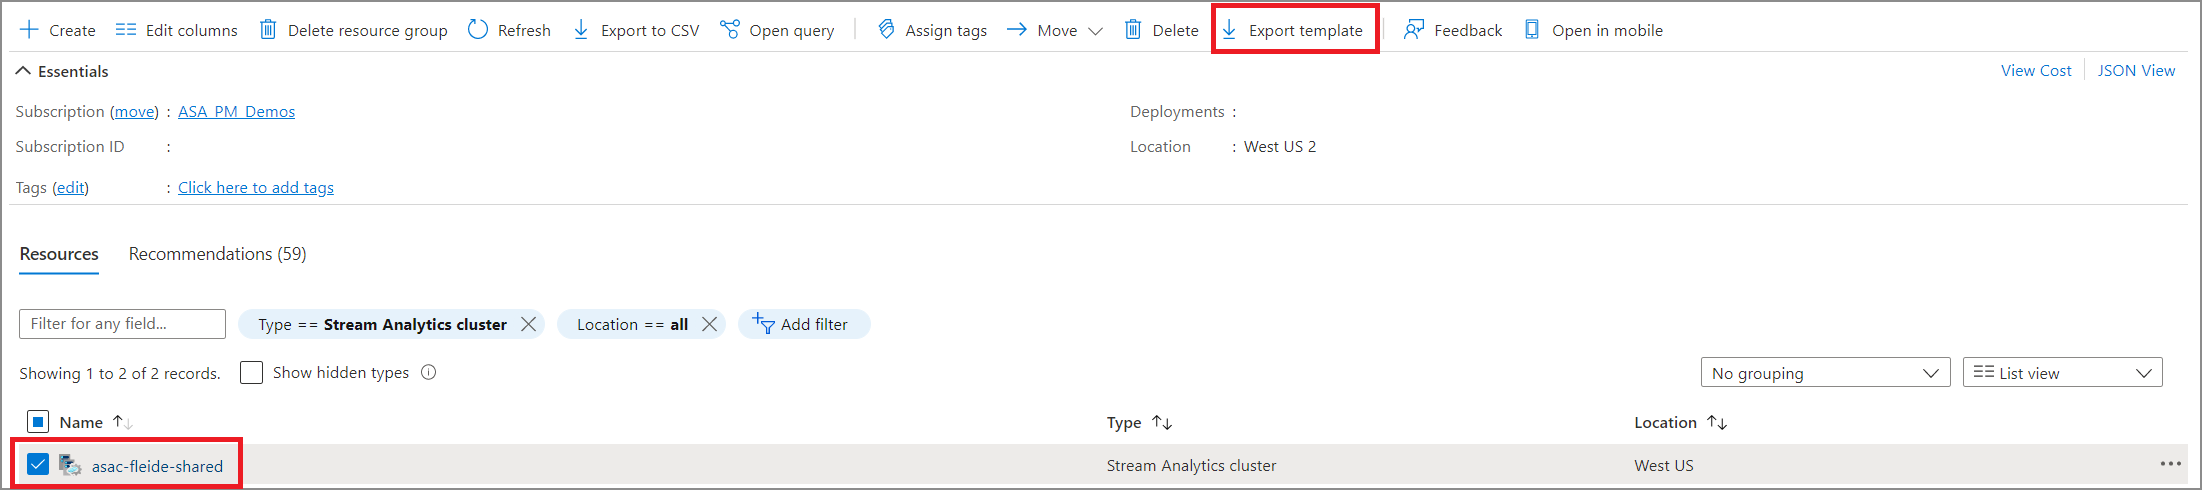 Create Edit columns Delete resource group Refresh Export to CSV Open query Assign tags Move Delete Export template Feedback Open in mobile
Essentials View Cost JSON View
Subscription (move) : ASA_PM_Demos Deployments :
Subscription ID : Location : West US 2
Tags (edit) : Click here to add tags
Resources Recommendations (59)
Filter for any field... Type == Stream Analytics cluster Location == all Add filter
Showing 1 to 2 of 2 records. Show hidden types No grouping List view
Name Type Location
asac-fleide-shared Stream Analytics cluster West US